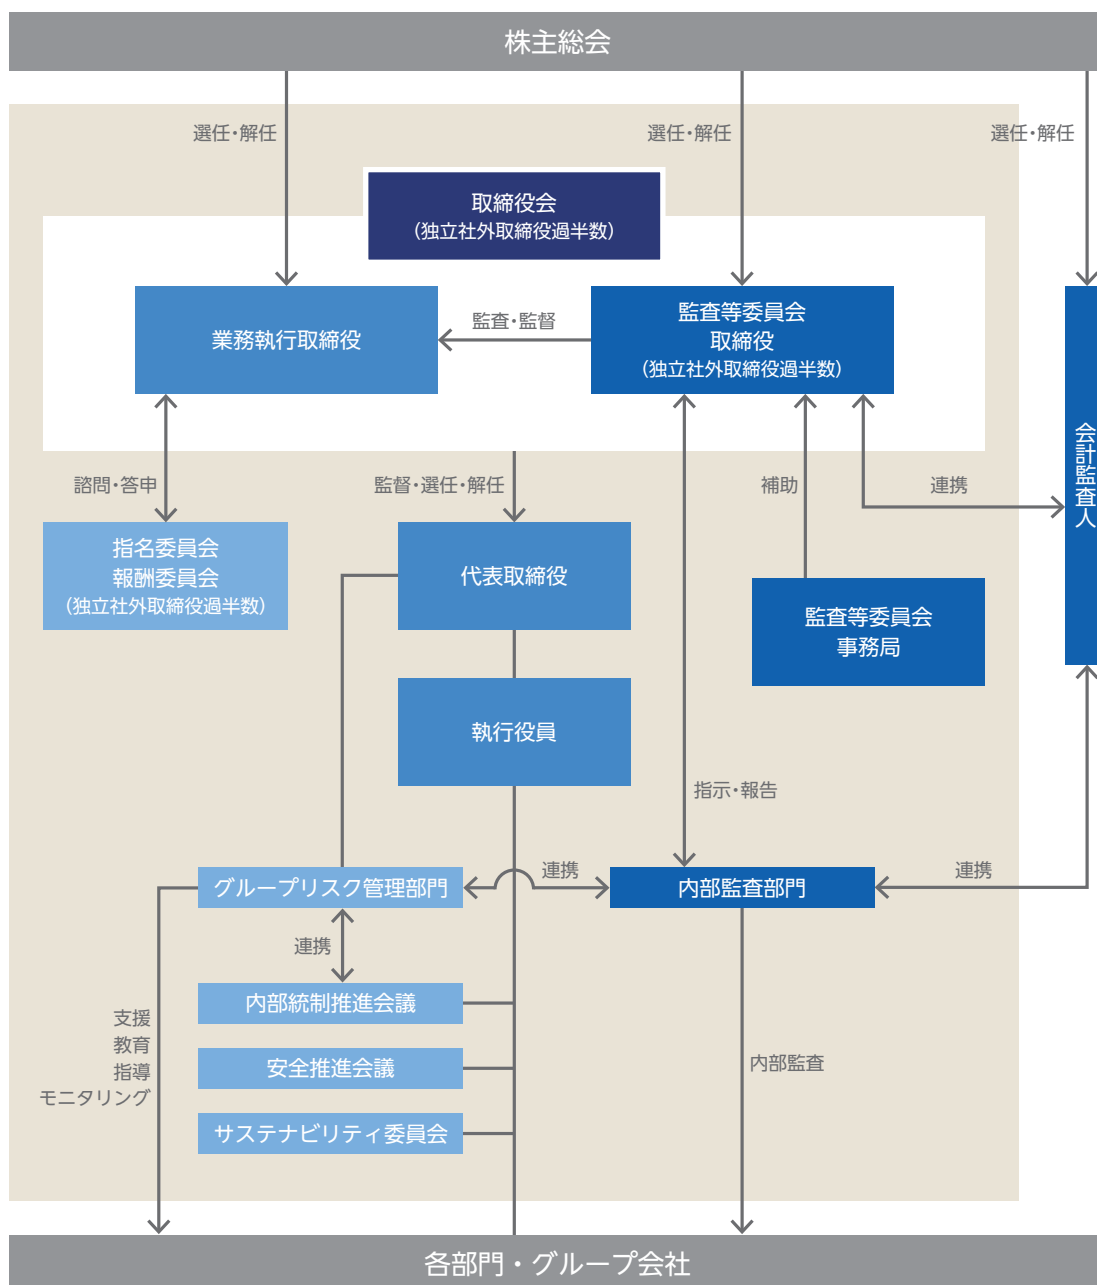 株主総会
選任・解任
選任・解任
選任・解任
取締役会
（独立社外取締役過半数）
業務執行取締役
監査・監督
監査等委員会
取締役
（独立社外取締役過半数）
会計監査人
諮問・答申
監督・選任・解任
補助
連携
指名委員会
報酬委員会
（独立社外取締役過半数）
代表取締役
監査等委員会
事務局
執行役員
指示・報告
グループリスク管理部門
連携
内部監査部門
連携
連携
内部統制推進会議
安全推進会議
サステナビリティ委員会
支援
教育
指導
モニタリング
内部監査
各部門・グループ会社